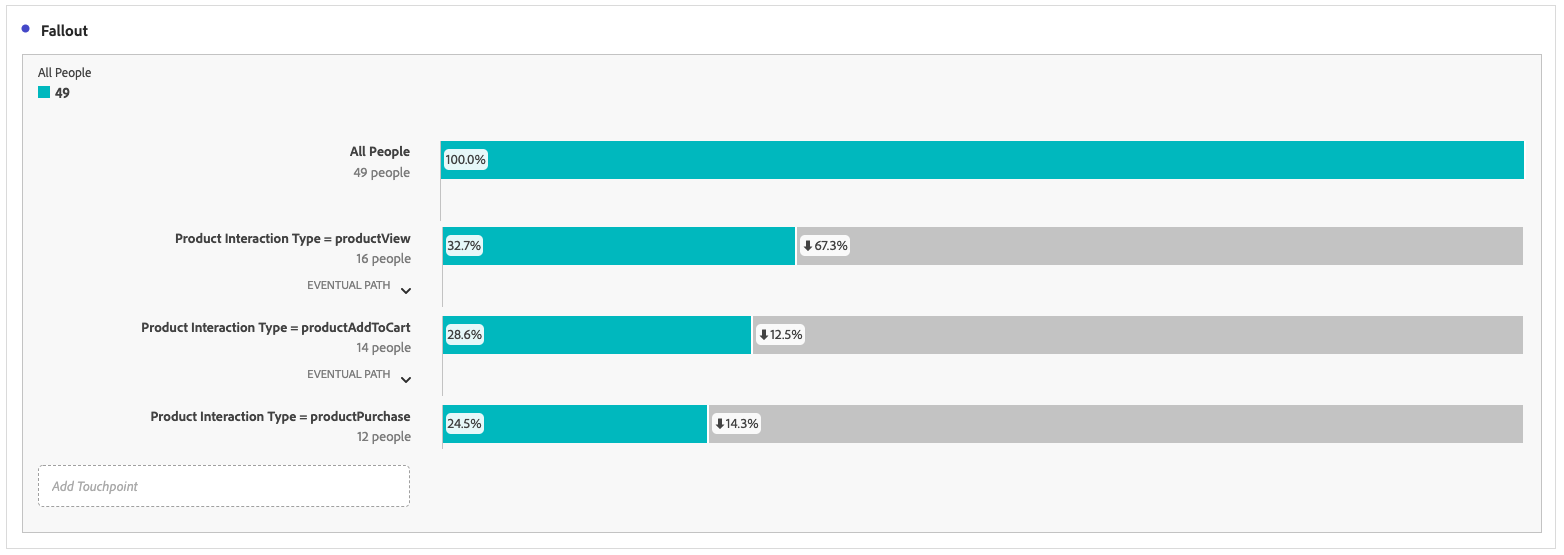 Fallout
All People
49
All People
49 people
100.0%
Product Interaction Type = productView
16 people
32.7%
67.3%
EVENTUAL PATH
Product Interaction Type = productAddToCart
14 people
28.6%
12.5%
EVENTUAL PATH
Product Interaction Type = productPurchase
12 people
24.5%
14.3%
Add Touchpoint